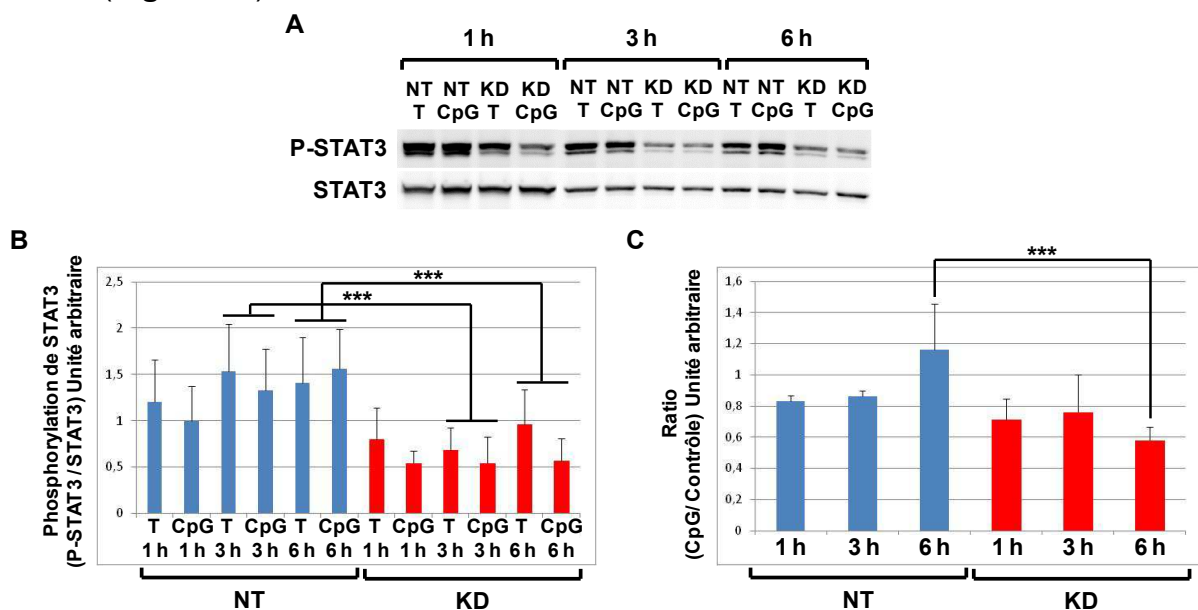 A
1 h 3 h 6 h
NT NT KD KD NT NT KD KD NT NT KD KD
T CpG T CpG T CpG T CpG T CpG T CpG
P-STAT3
STAT3
B
Phosphorylation de STAT3
(P-STAT 3 / STAT3) Unité arbitraire
2,5
2
1,5
1
0,5
0
***
***
T CpG T CpG T CpG T CpG T CpG T CpG
1 h 1 h 3 h 3 h 6 h 6 h 1 h 1 h 3 h 3 h 6 h 6 h
NT KD
C
Ratio
(CpG/ Contrôle) Unité arbitraire
1,6
1,4
1,2
1
0,8
0,6
0,4
0,2
0
***
1 h 3 h 6 h 1 h 3 h 6 h
NT KD